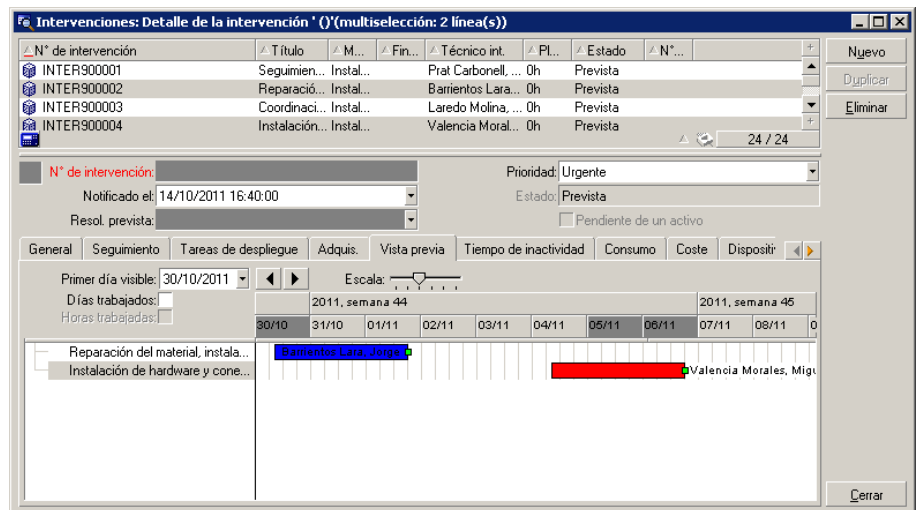 Intervenciones: Detalle de la intervención ' ()'(multiselección: 2 línea(s))
N° de intervención Título M... Fin... Técnico int. Pl... Estado N°...
INTER900001 Seguimien... Instal... Prat Carbonell, ... 0h Prevista
INTER900002 Reparació... Instal... Barrientos Lara... 0h Prevista
INTER900003 Coordinaci... Instal... Laredo Molina, ... 0h Prevista
INTER900004 Instalación... Instal... Valencia Moral... 0h Prevista
24 / 24
Nuevo
Duplicar
Eliminar
N° de intervención: Prioridad: Urgente
Notificado el: 14/10/2011 16:40:00 Estado: Prevista
Resol. prevista: Pendiente de un activo
General Seguimiento Tareas de despliegue Adquis. Vista previa Tiempo de inactividad Consumo Coste Dispositi
Primer día visible: 30/10/2011 Escala:
Días trabajados: 2011, semana 44 2011, semana 45
Horas trabajadas: 30/10 31/10 01/11 02/11 03/11 04/11 05/11 06/11 07/11 08/11 0
Reparación del material, instala... Barrientos Lara, Jorge
Instalación de hardware y cone... Valencia Morales, Migu
Cerrar